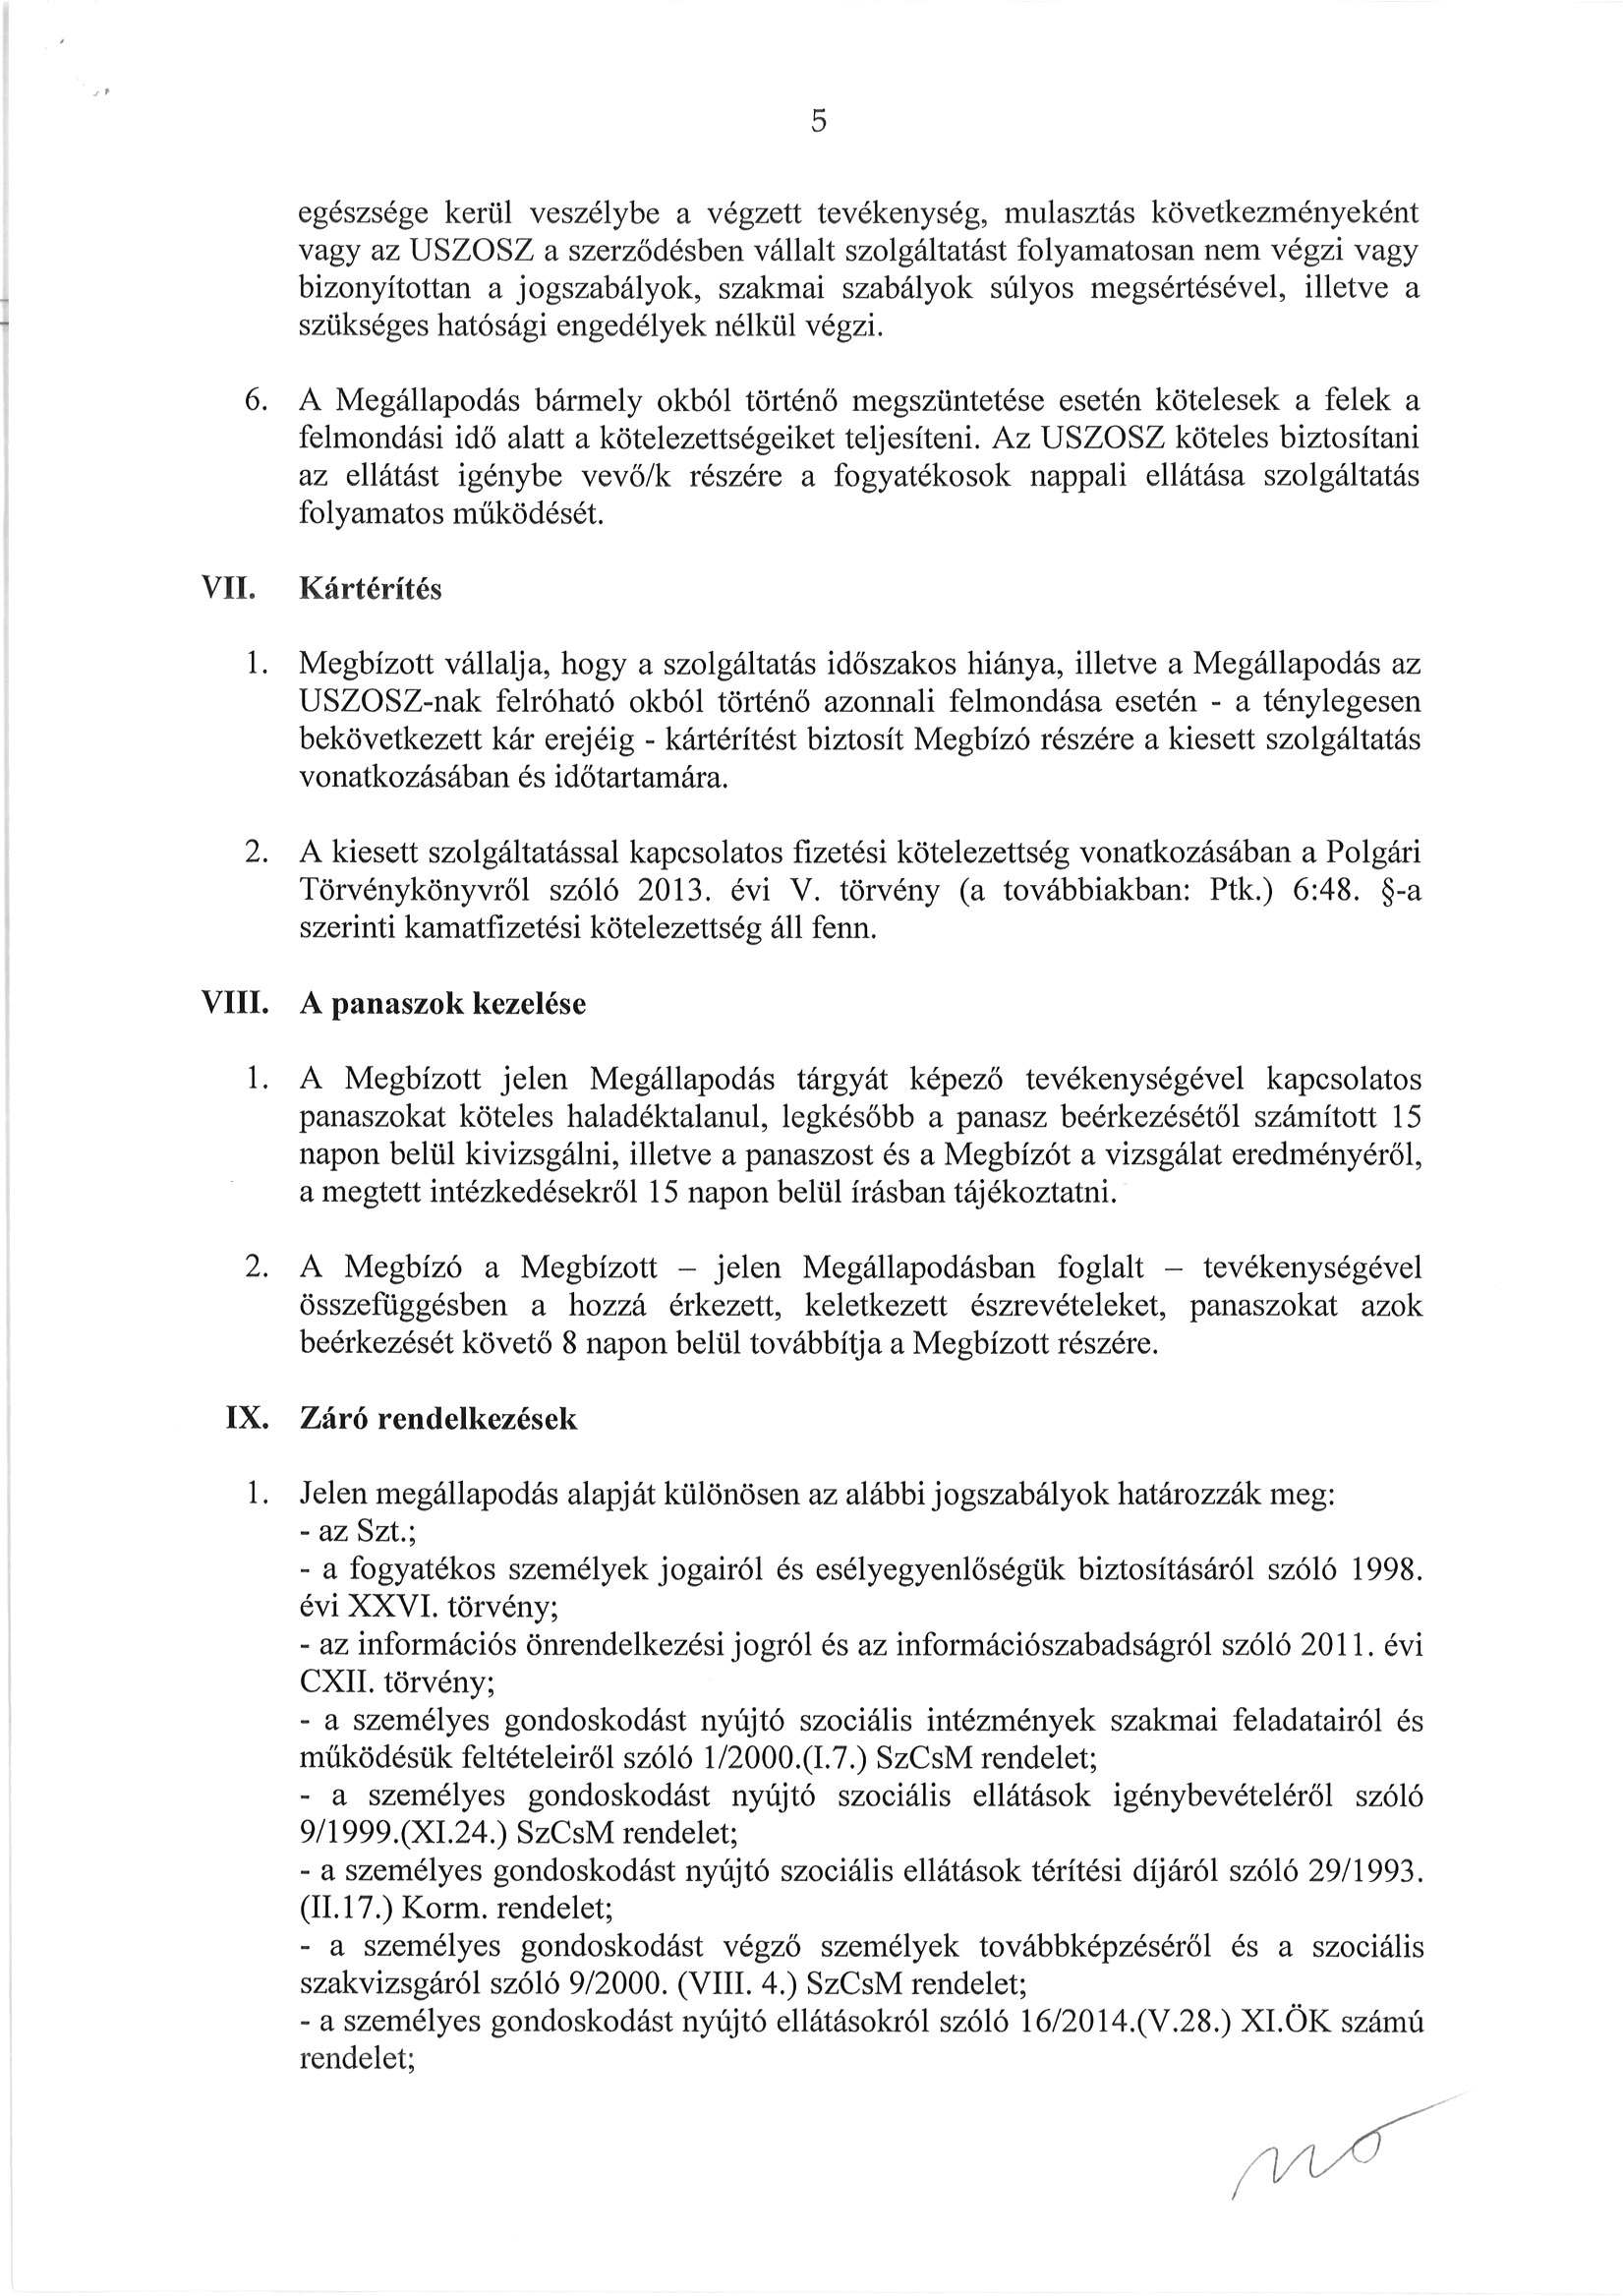 5
egészsége kerül veszélybe a végzett tevékenység, mulasztás következményeként
vagy az USZOSZ a szerződésben vállalt szolgáltatást folyamatosan nem végzi vagy
bizonyítottan a jogszabályok, szakmai szabályok súlyos megsértésével, illetve a
szükséges hatósági engedélyek nélkül végzi.
6. A Megállapodás bármely okból történő megszüntetése esetén kötelesek a felek a
felmondási idő alatt a kötelezettségeiket teljesíteni. Az USZOSZ köteles biztosítani
az ellátást igénybe vevő/k részére a fogyatékosok nappali ellátása szolgáltatás
folyamatos működését.
VII. Kártérítés
1. Megbízott vállalja, hogy a szolgáltatás időszakos hiánya, illetve a Megállapodás az
USZOSZ-nak felróható okból történő azonnali felmondása esetén - a ténylegesen
bekövetkezett kár erejéig - kártérítést biztosít Megbízó részére a kiesett szolgáltatás
vonatkozásában és időtartamára.
2. A kiesett szolgáltatással kapcsolatos fizetési kötelezettség vonatkozásában a Polgári
Törvénykönyvről szóló 2013. évi V. törvény (a továbbiakban: Ptk.) 6:48. §-a
szerinti kamatfizetési kötelezettség áll fenn.
VIII. A panaszok kezelése
1. A Megbízott jelen Megállapodás tárgyát képező tevékenységével kapcsolatos
panaszokat köteles haladéktalanul, legkésőbb a panasz beérkezésétől számított 15
napon belül kivizsgálni, illetve a panaszost és a Megbízót a vizsgálat eredményéről,
a megtett intézkedésekről 15 napon belül írásban tájékoztatni.
2. A Megbízó a Megbízott – jelen Megállapodásban foglalt – tevékenységével
összefüggésben a hozzá érkezett, keletkezett észrevételeket, panaszokat azok
beérkezését követő 8 napon belül továbbítja a Megbízott részére.
IX. Záró rendelkezések
1. Jelen megállapodás alapját különösen az alábbi jogszabályok határozzák meg:
- az Szt.;
- a fogyatékos személyek jogairól és esélyegyenlőségük biztosításáról szóló 1998.
évi XXVI. törvény;
- az információs önrendelkezési jogról és az információszabadságról szóló 2011. évi
CXII. törvény;
- a személyes gondoskodást nyújtó szociális intézmények szakmai feladatairól és
működésük feltételeiről szóló 1/2000.(I.7.) SzCsM rendelet;
- a személyes gondoskodást nyújtó szociális ellátások igénybevételéről szóló
9/1999.(XI.24.) SzCsM rendelet;
- a személyes gondoskodást nyújtó szociális ellátások térítési díjáról szóló 29/1993.
(II.17.) Korm. rendelet;
- a személyes gondoskodást végző személyek továbbképzéséről és a szociális
szakvizsgáról szóló 9/2000. (VIII. 4.) SzCsM rendelet;
- a személyes gondoskodást nyújtó ellátásokról szóló 16/2014.(V.28.) XI.ÖK számú
rendelet;